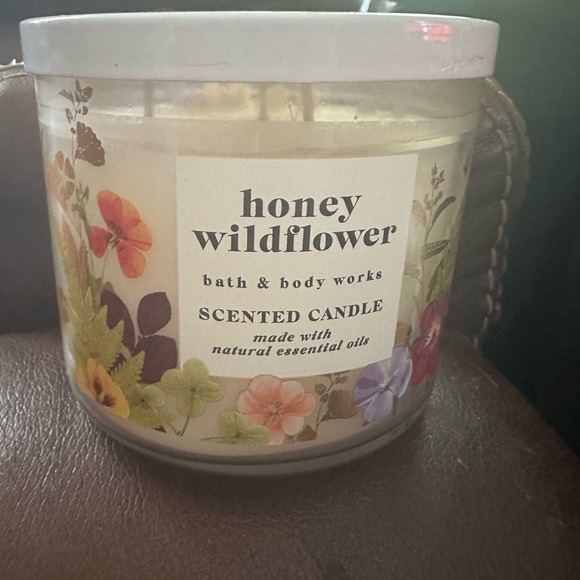 honey
wildflower
bath & body works
SCENTED CANDLE
made with
natural essential oils